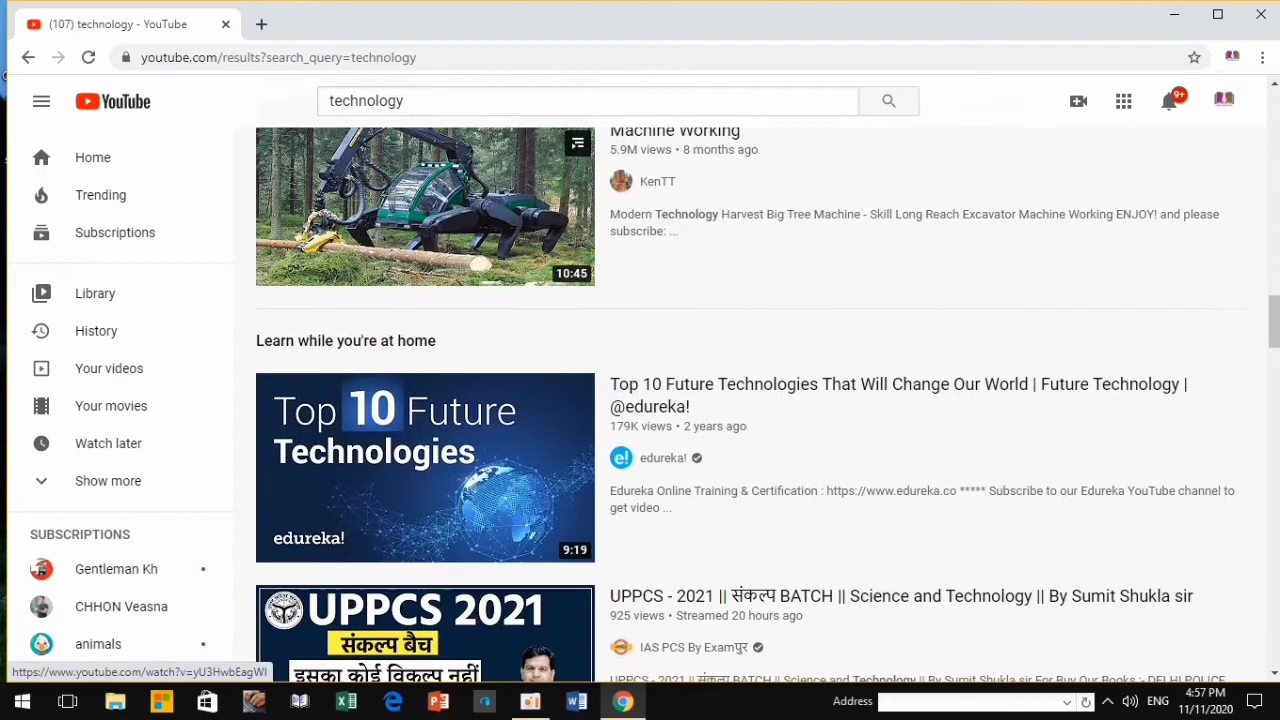 (107) technology - YouTube
youtube.com/results?search_query=technology
YouTube
technology
9+
Home
Trending
Subscriptions
Library
History
Your videos
Your movies
Watch later
Show more
SUBSCRIPTIONS
Gentleman Kh
CHHON Veasna
animals
Machine Working
5.9M views • 8 months ago
KenTT
Modern Technology Harvest Big Tree Machine - Skill Long Reach Excavator Machine Working ENJOY! and please
subscribe: ...
10:45
Learn while you're at home
Top 10 Future
Technologies
edureka!
9:19
Top 10 Future Technologies That Will Change Our World | Future Technology |
@edureka!
179K views • 2 years ago
e! edureka!
Edureka Online Training & Certification : https://www.edureka.co ***** Subscribe to our Edureka YouTube channel to
get video ...
UPPCS 2021
संकल्प बैच
इसका कोई विकल्प नहीं
UPPCS - 2021 || संकल्प BATCH || Science and Technology || By Sumit Shukla sir
925 views • Streamed 20 hours ago
IAS PCS By Examपुर
UPPCS - 2021 || संकल्प BATCH || Science and Technology || By Sumit Shukla sir For Buy Our Books :- DELHI POLICE
https://www.youtube.com/watch?v=yU3HwbEagWI
Address
ENG
4:57 PM
11/11/2020